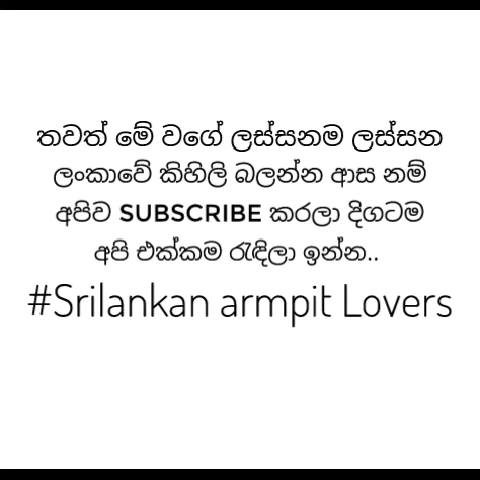 තවත් මේ වගේ ලස්සනම ලස්සන
ලංකාවේ කිහිලි බලන්න ආස නම්
අපිව SUBSCRIBE කරලා දිගටම
අපි එක්කම රැඳිලා ඉන්න..
#Srilankan armpit Lovers